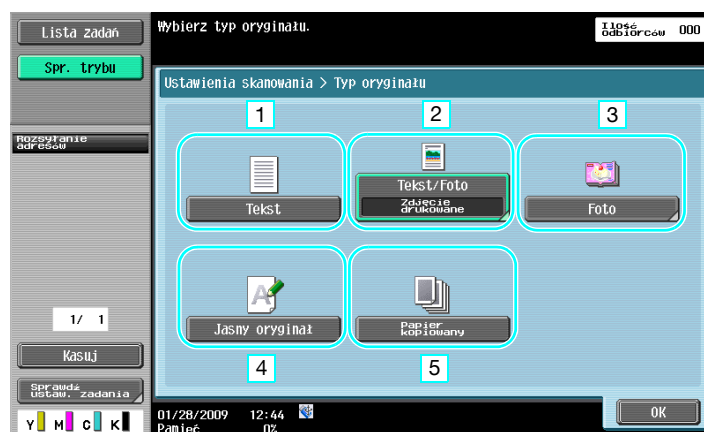 Lista zadań
Wybierz typ oryginału.
Ilość
odbiorców 000
Spr. trybu
Ustawienia skanowania > Typ oryginału
Rozsyłanie
adresów
1
2
3
Tekst
Tekst/Foto
Zdjęcie
drukowane
Foto
Jasny oryginał
Papier
kopiowany
4
5
1/ 1
Kasuj
Sprawdź
ustaw. zadania
Y M C K
01/28/2009 12:44
Pamięć 0%
OK